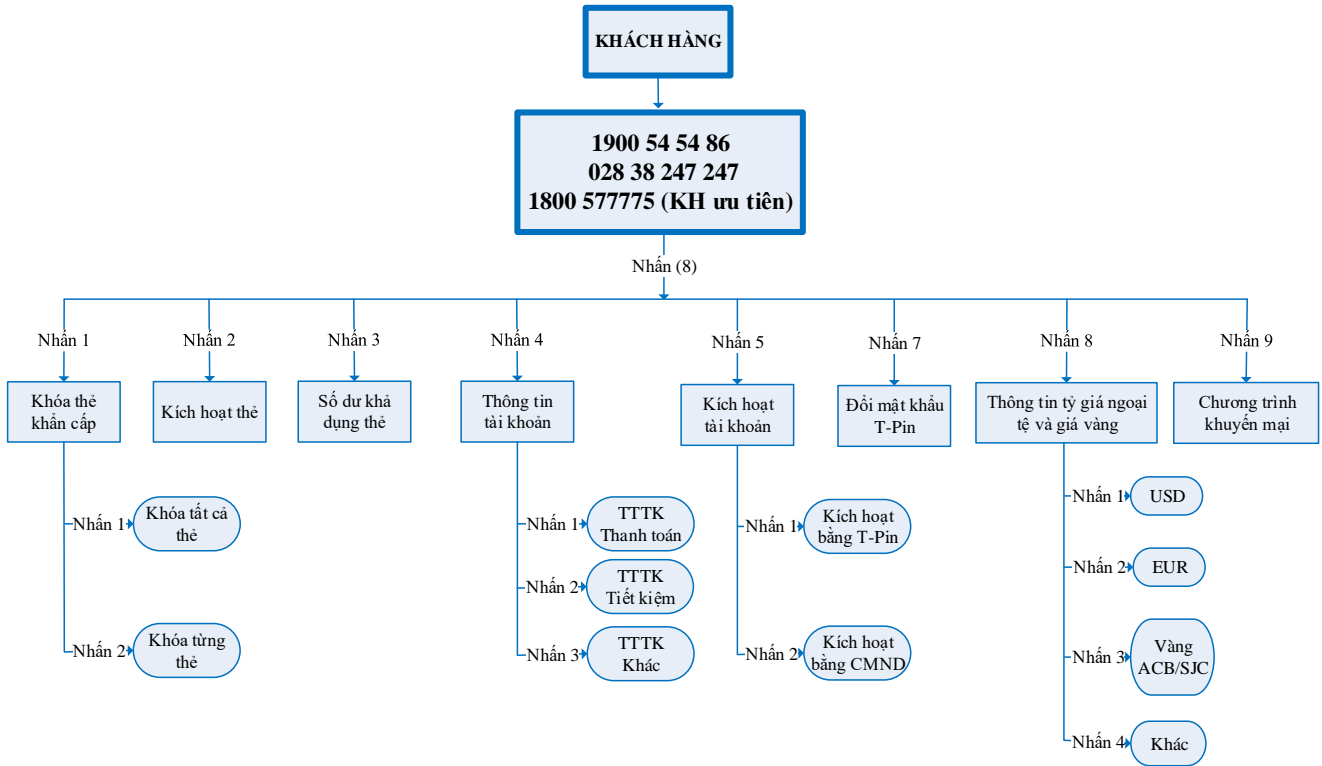 KHÁCH HÀNG
1900 54 54 86
028 38 247 247
1800 577775 (KH ưu tiên)
Nhấn (8)
Nhấn 1
Nhấn 2
Nhấn 3
Nhấn 4
Nhấn 5
Nhấn 7
Nhấn 8
Nhấn 9
Khóa thẻ
khẩn cấp
Kích hoạt thẻ
Số dư khả
dụng thẻ
Thông tin
tài khoản
Kích hoạt
tài khoản
Đổi mật khẩu
T-Pin
Thông tin tỷ giá ngoại
tệ và giá vàng
Chương trình
khuyến mại
Nhấn 1
Khóa tất cả
thẻ
Nhấn 2
Khóa từng
thẻ
Nhấn 1
TTTK
Thanh toán
Nhấn 2
TTTK
Tiết kiệm
Nhấn 3
TTTK
Khác
Nhấn 1
Kích hoạt
bằng T-Pin
Nhấn 2
Kích hoạt
bằng CMND
Nhấn 1
USD
Nhấn 2
EUR
Nhấn 3
Vàng
ACB/SJC
Nhấn 4
Khác